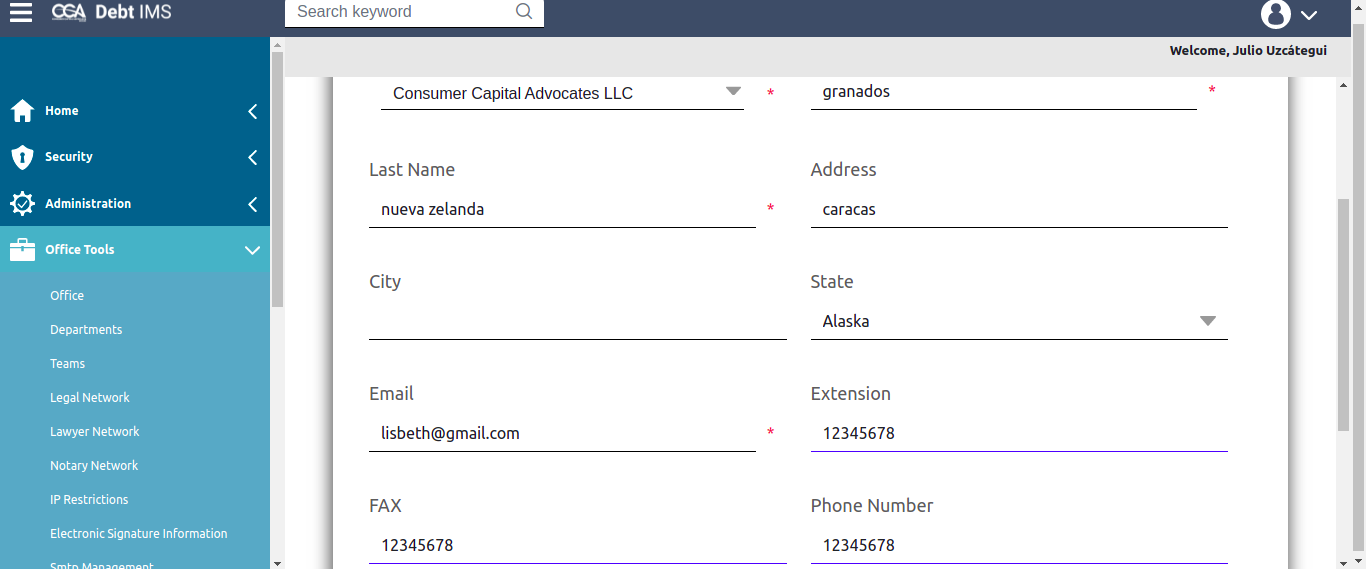 CGA Debt IMS
Search keyword
Welcome, Julio Uzcátegui
Home
Security
Administration
Office Tools
Office
Departments
Teams
Legal Network
Lawyer Network
Notary Network
IP Restrictions
Electronic Signature Information
Smtp Management
Consumer Capital Advocates LLC *
granados *
Last Name
nueva zelanda *
Address
caracas
City
State
Alaska
Email
lisbeth@gmail.com *
Extension
12345678
FAX
12345678
Phone Number
12345678